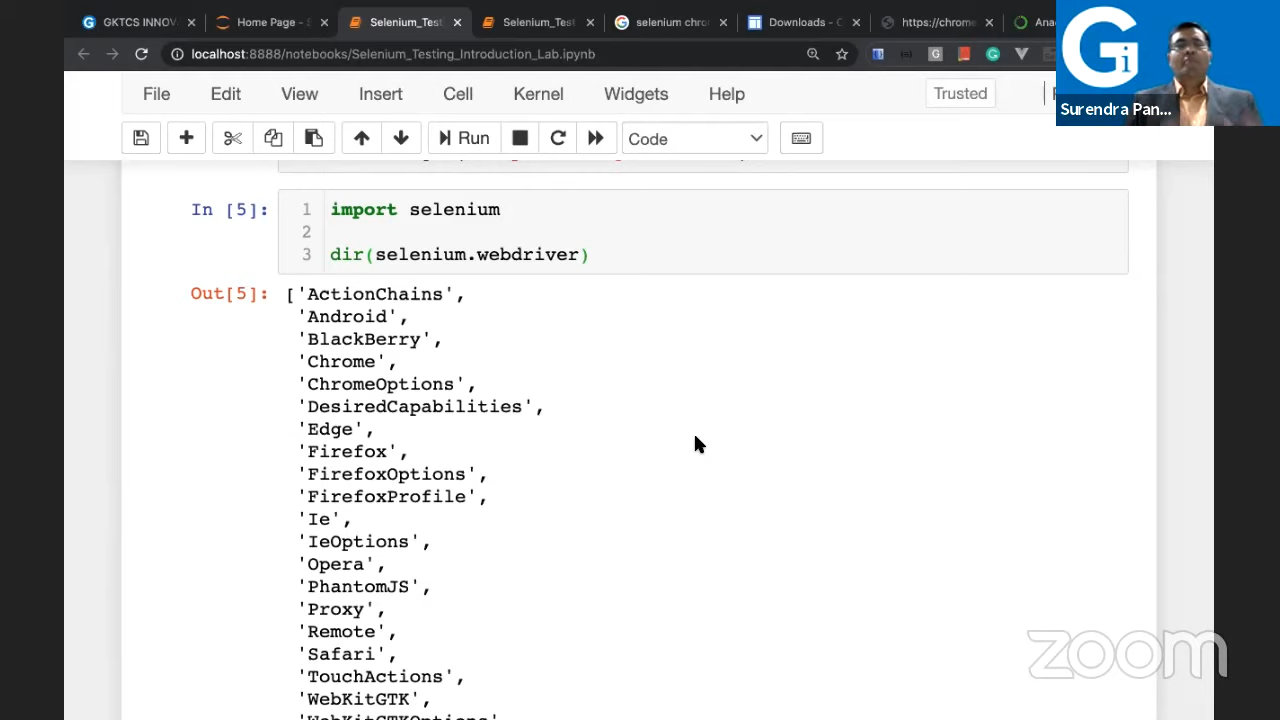 GKTCS INNOV
Home Page - S
Selenium_Test
Selenium_Test
selenium chro
Downloads - C
https://chrome
Ana
localhost:8888/notebooks/Selenium_Testing_Introduction_Lab.ipynb
Gi
Surendra Pan...
File Edit View Insert Cell Kernel Widgets Help Trusted
Run Code
In [5]:
1 import selenium
2
3 dir(selenium.webdriver)
Out[5]: ['ActionChains',
'Android',
'BlackBerry',
'Chrome',
'ChromeOptions',
'DesiredCapabilities',
'Edge',
'Firefox',
'FirefoxOptions',
'FirefoxProfile',
'Ie',
'IeOptions',
'Opera',
'PhantomJS',
'Proxy',
'Remote',
'Safari',
'TouchActions',
'WebKitGTK',
'WebKitGTKOptions',
zoom